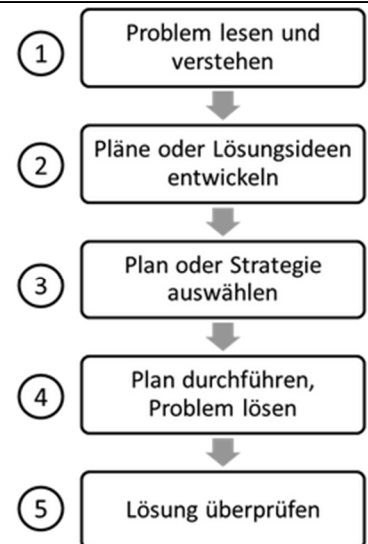 1
Problem lesen und
verstehen
2
Pläne oder Lösungsideen
entwickeln
3
Plan oder Strategie
auswählen
4
Plan durchführen,
Problem lösen
5
Lösung überprüfen